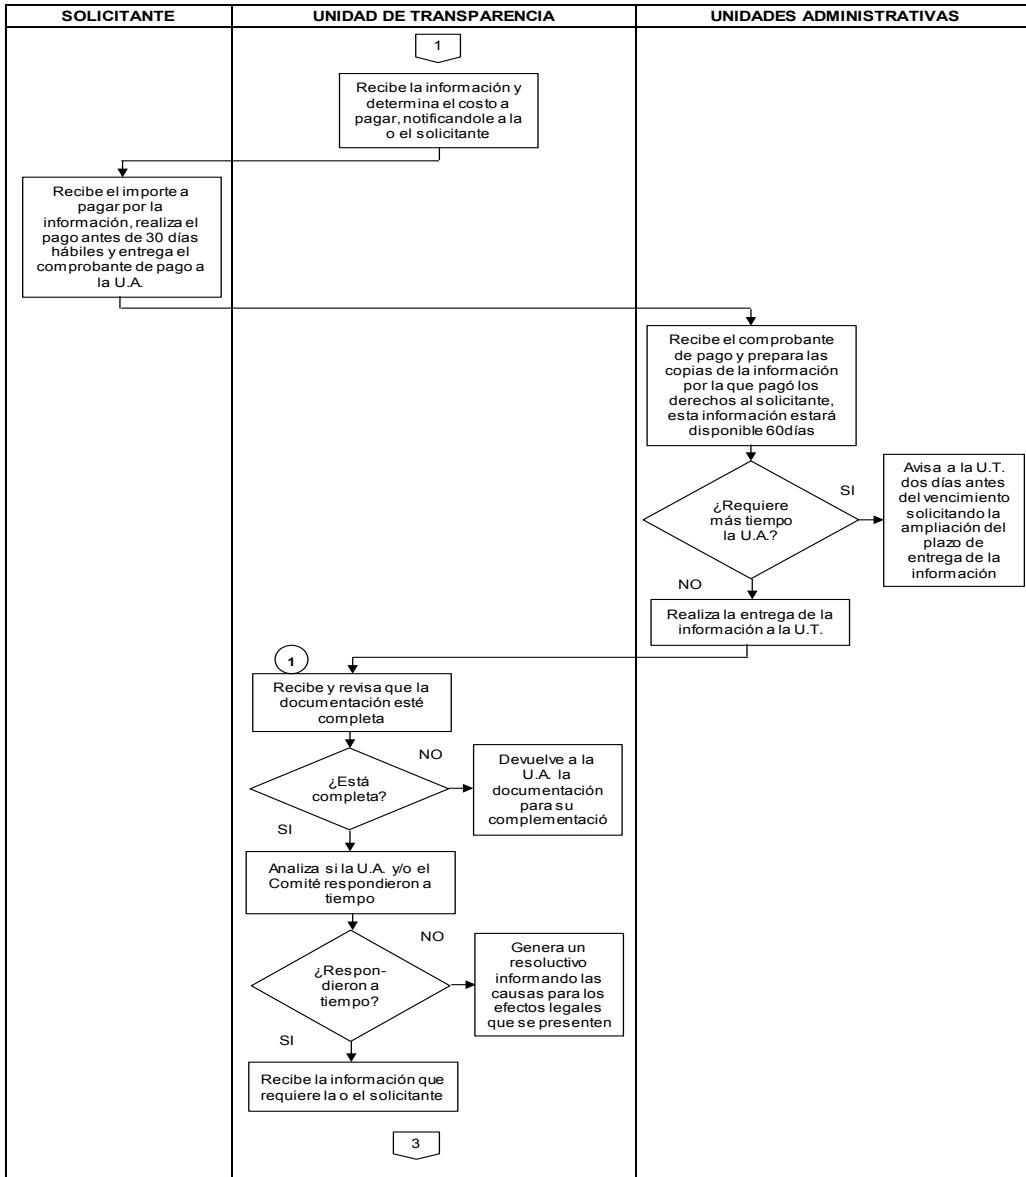 SOLICITANTE
UNIDAD DE TRANSPARENCIA
UNIDADES ADMINISTRATIVAS
1
Recibe la información y
determina el costo a
pagar, notificandole a la
o el solicitante
Recibe el importe a
pagar por la
información, realiza el
pago antes de 30 días
hábiles y entrega el
comprobante de pago a
la U.A.
Recibe el comprobante
de pago y prepara las
copias de la información
por la que pagó los
derechos al solicitante,
esta información estará
disponible 60días
¿Requiere
más tiempo
la U.A.?
SI
Avisa a la U.T.
dos días antes
del vencimiento
solicitando la
ampliación del
plazo de
entrega de la
información
NO
Realiza la entrega de la
información a la U.T.
1
Recibe y revisa que la
documentación esté
completa
¿Está
completa?
NO
Devuelve a la
U.A. la
documentación
para su
complementació
SI
Analiza si la U.A. y/o el
Comité respondieron a
tiempo
¿Respon-
dieron a
tiempo?
NO
Genera un
resolutivo
informando las
causas para los
efectos legales
que se presenten
SI
Recibe la información que
requiere la o el solicitante
3